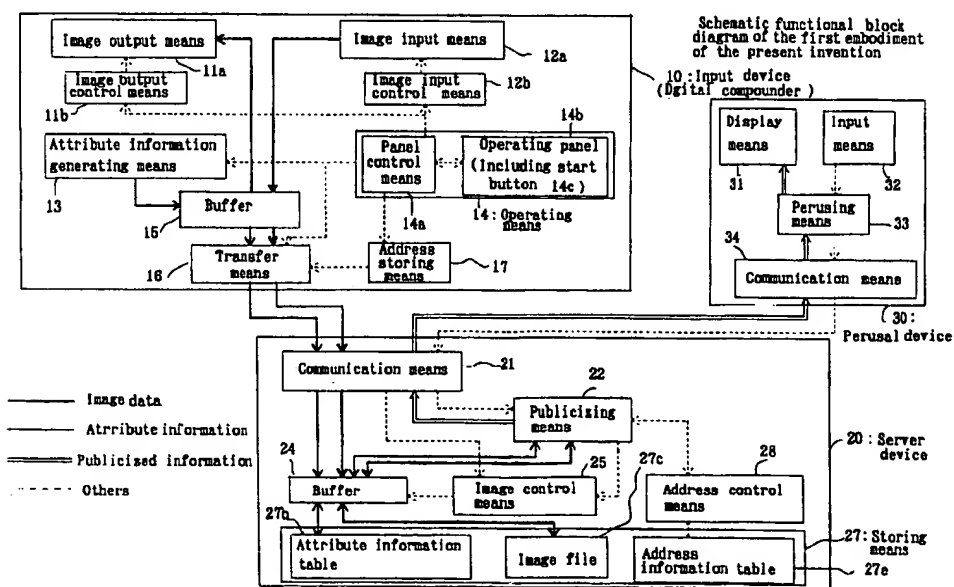 Schematic functional block
diagram of the first embodiment
of the present invention
Image output means
11a
Image input means
12a
Image output
control means
11b
Image input
control means
12b
10:Input device
(Dgital compounder)
Attribute Information
generating means
13
Panel
control
means
14a
14b
Operating panel
(Including start
button 14c)
14:Operating
means
Buffer
15
Transfer
means
16
Address
storing
means
17
Display
means
31
Input
means
32
Perusing
means
33
34
Communication means
30:
Perusal device
Communication means
21
22
Publicizing
means
20:Server
device
24
Buffer
25
Image control
means
27c
28
Address control
means
27b
Attribute information
table
Image file
Address
information table
27e
27:Storing
means
Image data
Atrribute information
Publicised information
Others